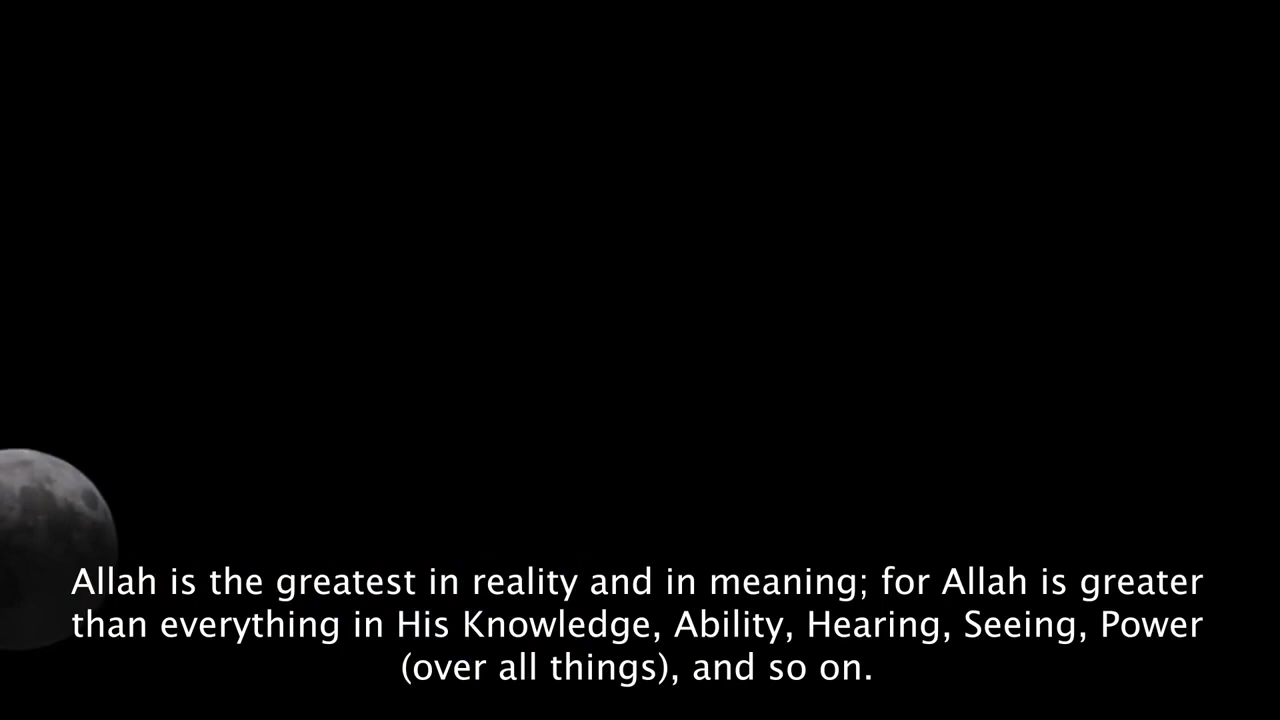 Allah is the greatest in reality and in meaning; for Allah is greater
than everything in His Knowledge, Ability, Hearing, Seeing, Power
(over all things), and so on.